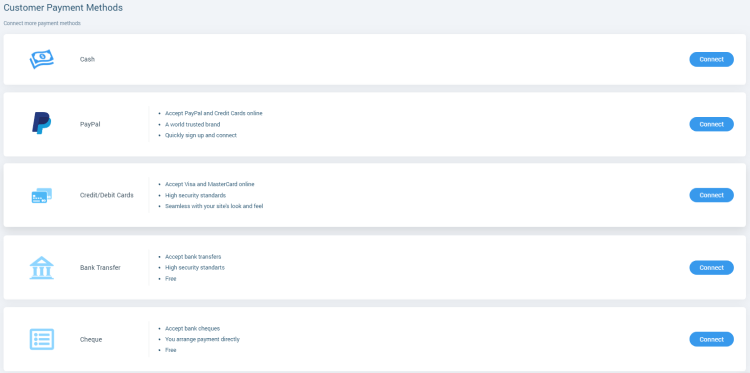 Customer Payment Methods
Connect more payment methods
Cash
Connect
PayPal
Accept PayPal and Credit Cards online
A world trusted brand
Quickly sign up and connect
Connect
Credit/Debit Cards
Accept Visa and MasterCard online
High security standards
Seamless with your site's look and feel
Connect
Bank Transfer
Accept bank transfers
High security standarts
Free
Connect
Cheque
Accept bank cheques
You arrange payment directly
Free
Connect